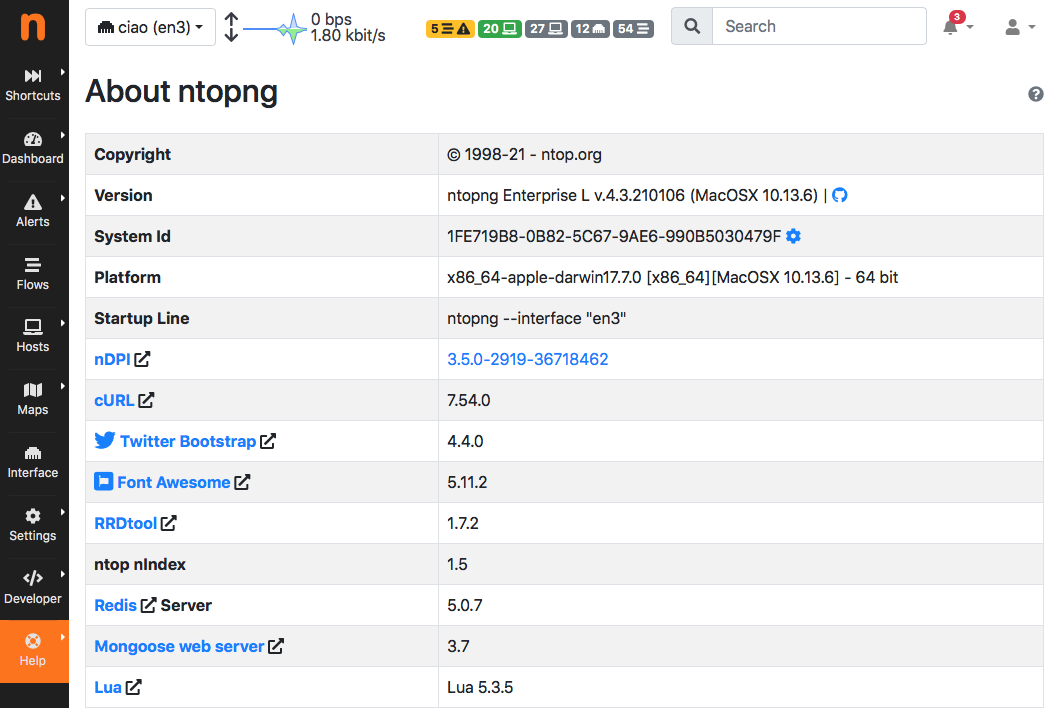 n ciao (en3) 0 bps 5 20 27 12 54 Search 3
1.80 kbit/s
Shortcuts
Dashboard
Alerts
Flows
Hosts
Maps
Interface
Settings
Developer
Help
About ntopng
Copyright © 1998-21 - ntop.org
Version ntopng Enterprise L v.4.3.210106 (MacOSX 10.13.6) |
System Id 1FE719B8-0B82-5C67-9AE6-990B5030479F
Platform x86_64-apple-darwin17.7.0 [x86_64][MacOSX 10.13.6] - 64 bit
Startup Line ntopng --interface "en3"
nDPI 3.5.0-2919-36718462
cURL 7.54.0
Twitter Bootstrap 4.4.0
Font Awesome 5.11.2
RRDtool 1.7.2
ntop nIndex 1.5
Redis Server 5.0.7
Mongoose web server 3.7
Lua Lua 5.3.5